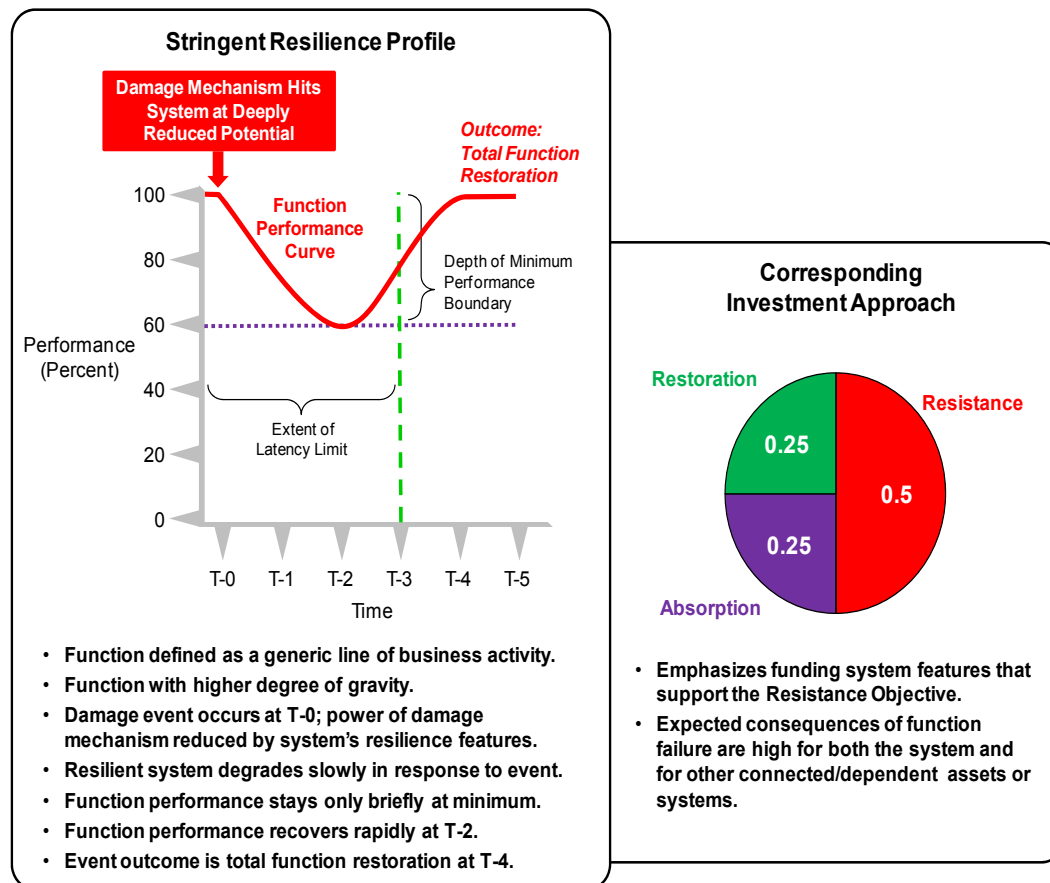 Stringent Resilience Profile
Damage Mechanism Hits
System at Deeply
Reduced Potential
Outcome:
Total Function
Restoration
Function
Performance
Curve
Depth of Minimum
Performance
Boundary
100
80
60
40
20
0
Performance
(Percent)
Extent of
Latency Limit
T-0
T-1
T-2
T-3
T-4
T-5
Time
• Function defined as a generic line of business activity.
• Function with higher degree of gravity.
• Damage event occurs at T-0; power of damage
mechanism reduced by system's resilience features.
• Resilient system degrades slowly in response to event.
• Function performance stays only briefly at minimum.
• Function performance recovers rapidly at T-2.
• Event outcome is total function restoration at T-4.
Corresponding
Investment Approach
Restoration
Resistance
0.25
0.5
0.25
Absorption
• Emphasizes funding system features that
support the Resistance Objective.
• Expected consequences of function
failure are high for both the system and
for other connected/dependent assets or
systems.